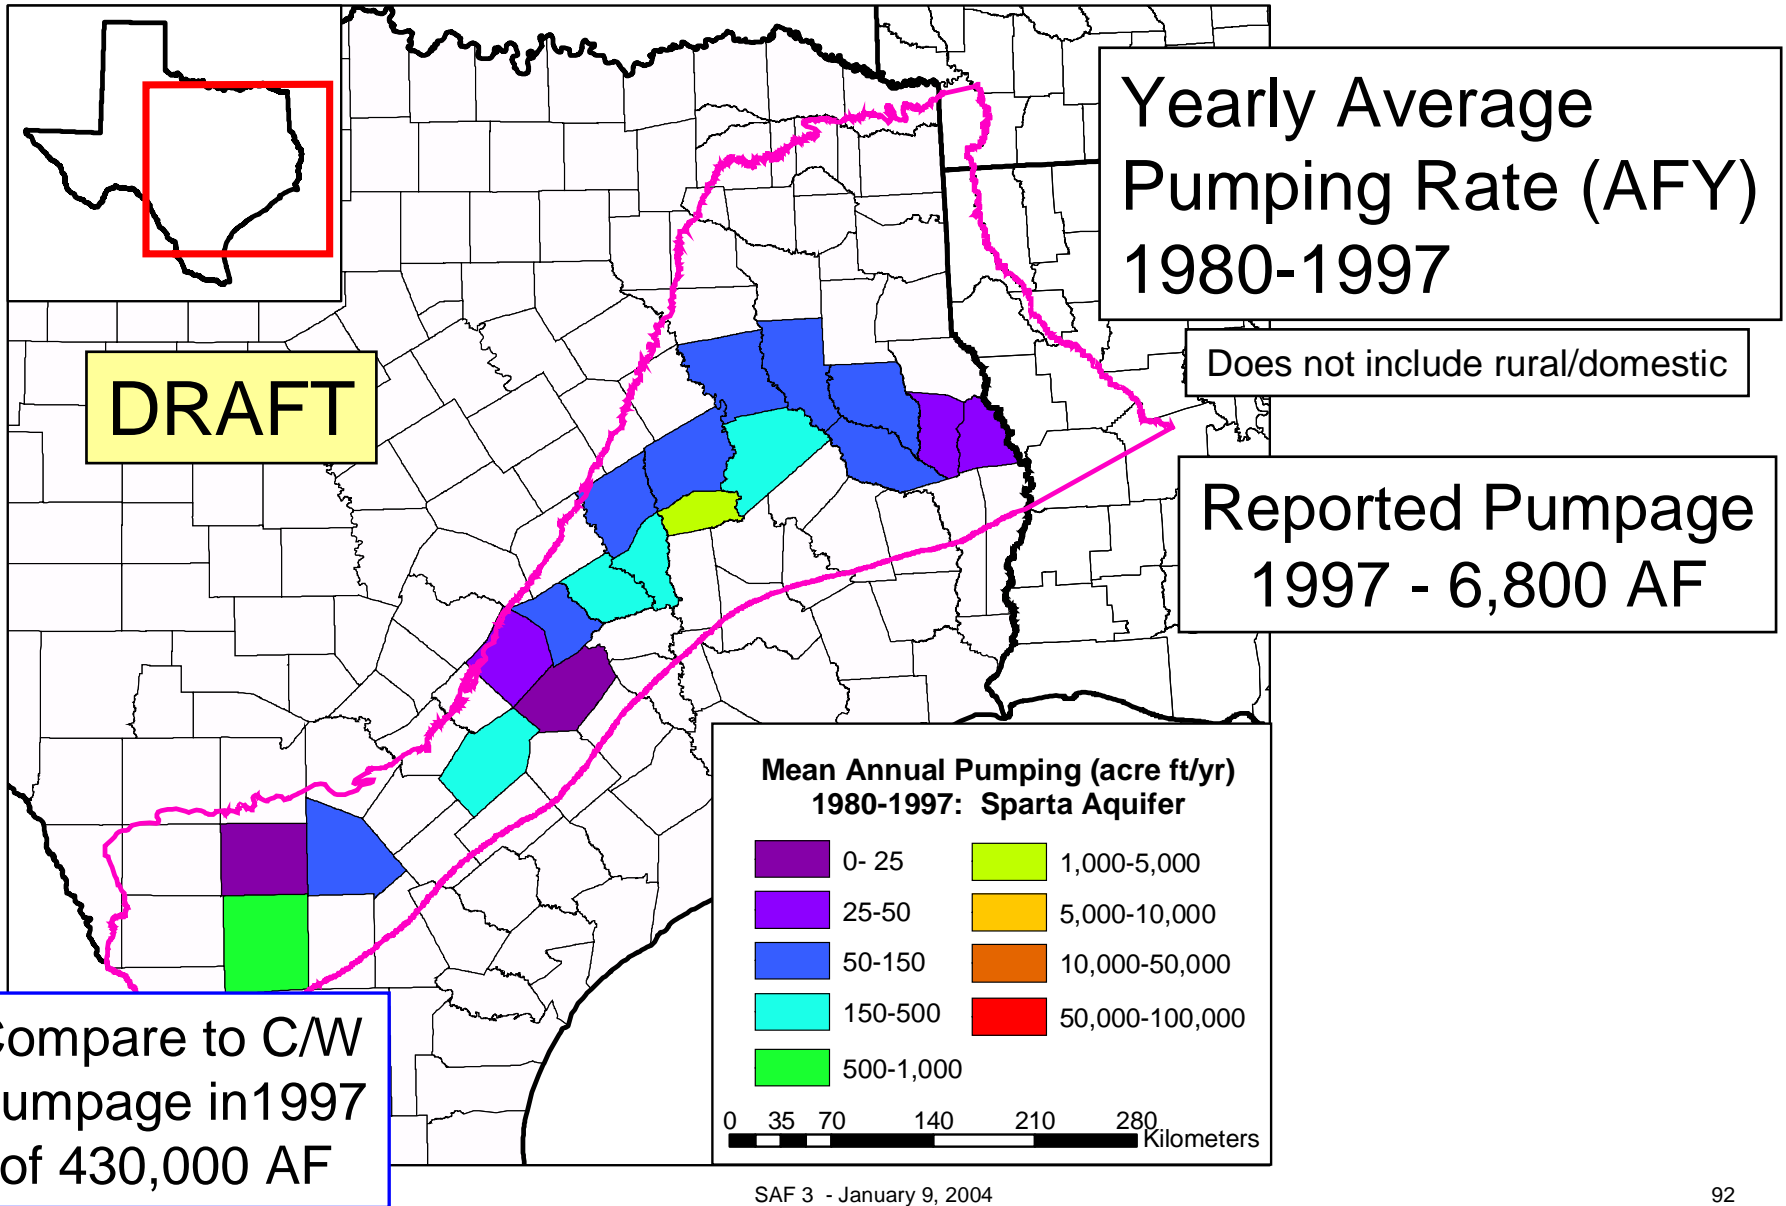 Yearly Average
Pumping Rate (AFY)
1980-1997
Does not include rural/domestic
DRAFT
Reported Pumpage
1997 - 6,800 AF
Mean Annual Pumping (acre ft/yr)
1980-1997: Sparta Aquifer
0- 25
25-50
50-150
150-500
500-1,000
1,000-5,000
5,000-10,000
10,000-50,000
50,000-100,000
0 35 70 140 210 280
Kilometers
Compare to C/W
umpage in1997
of 430,000 AF
SAF 3 - January 9, 2004
92